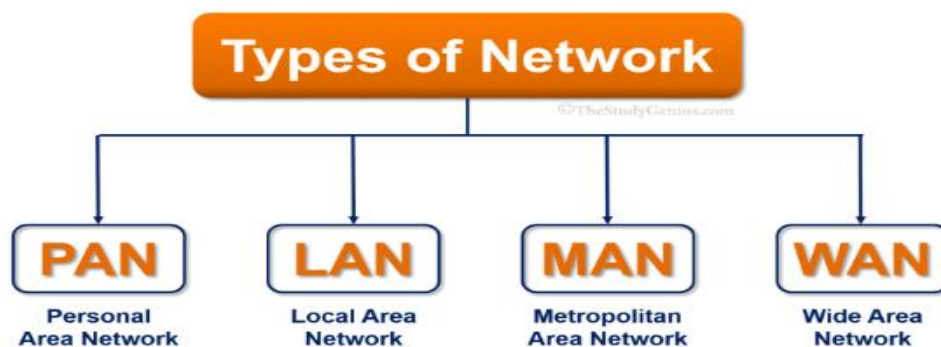 Types of Network
©TheStudyGenius.com
PAN
LAN
MAN
WAN
Personal
Area Network
Local Area
Network
Metropolitan
Area Network
Wide Area
Network